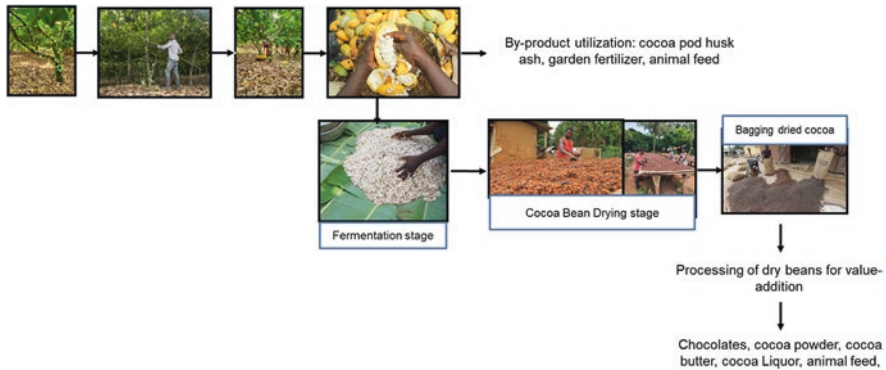 By-product utilization: cocoa pod husk
ash, garden fertilizer, animal feed
Bagging dried cocoa
Fermentation stage
Cocoa Bean Drying stage
Processing of dry beans for value-
addition
Chocolates, cocoa powder, cocoa
butter, cocoa Liquor, animal feed,